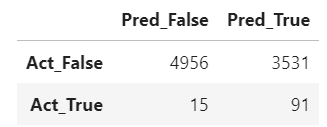 Pred_False Pred_True
Act_False 4956 3531
Act_True 15 91